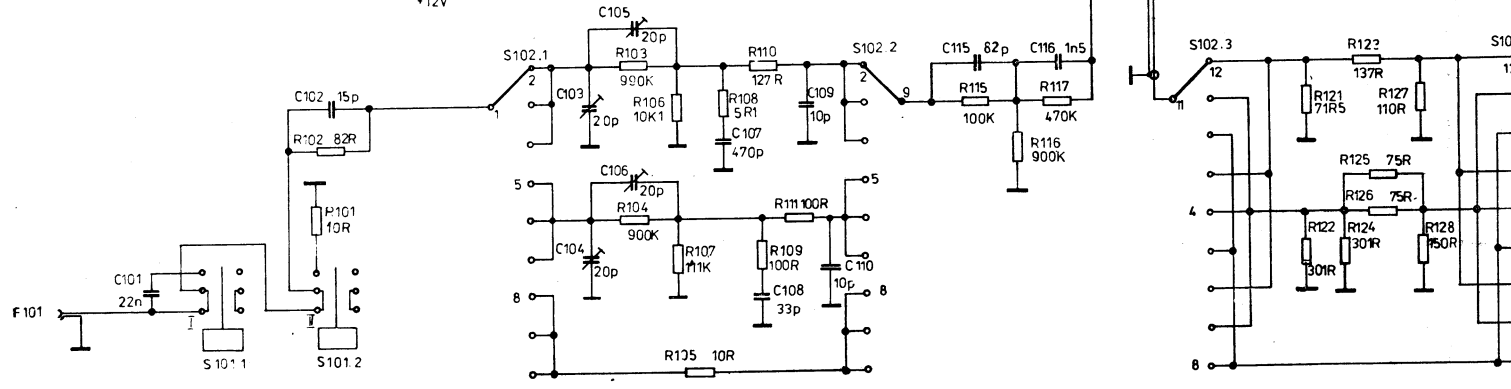 +12V
C105
20p
S102.1
2
1
R103
990K
C103
20p
R106
10K1
R108
5R1
C107
470p
R110
127R
C109
10p
S102.2
2
9
C115 82p
R115
100K
C116 1n5
R117
470K
R116
900K
S102.3
12
11
R123
137R
R121
71R5
R127
110R
C102 15p
R102 82R
R101
10R
C101
22n
F101
I
S101.1
II
S101.2
5
C106
20p
R104
900K
C104
20p
R107
111K
R109
100R
C108
33p
R111 100R
C110
10p
5
8
8
R105 10R
R125 75R
R126 75R
4
R122
301R
R124
301R
R128
150R
8